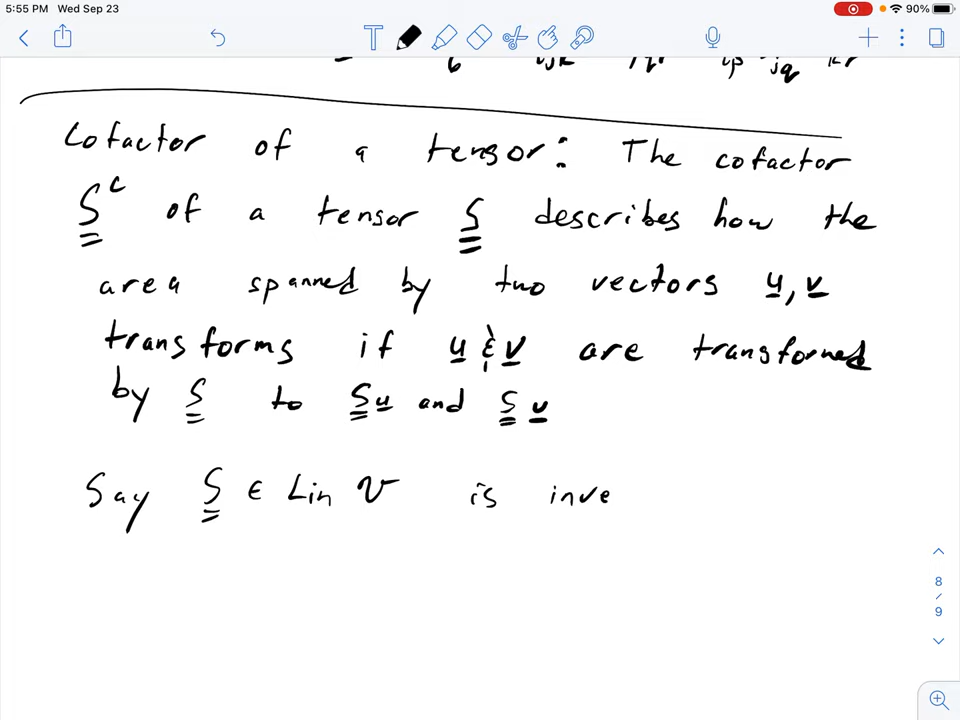 5:55 PM Wed Sep 23
90%
T
Cofactor of a tensor: The cofactor
S^c of a tensor S describes how the
area spanned by two vectors u, v
transforms if u & v are transformed
by S to Su and Sv
Say S ∈ Lin V is inve
8
/
9